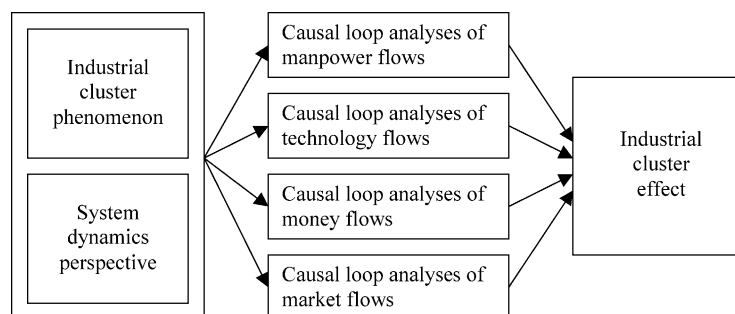 Industrial
cluster
phenomenon
System
dynamics
perspective
Causal loop analyses of
manpower flows
Causal loop analyses of
technology flows
Causal loop analyses of
money flows
Causal loop analyses of
market flows
Industrial
cluster
effect